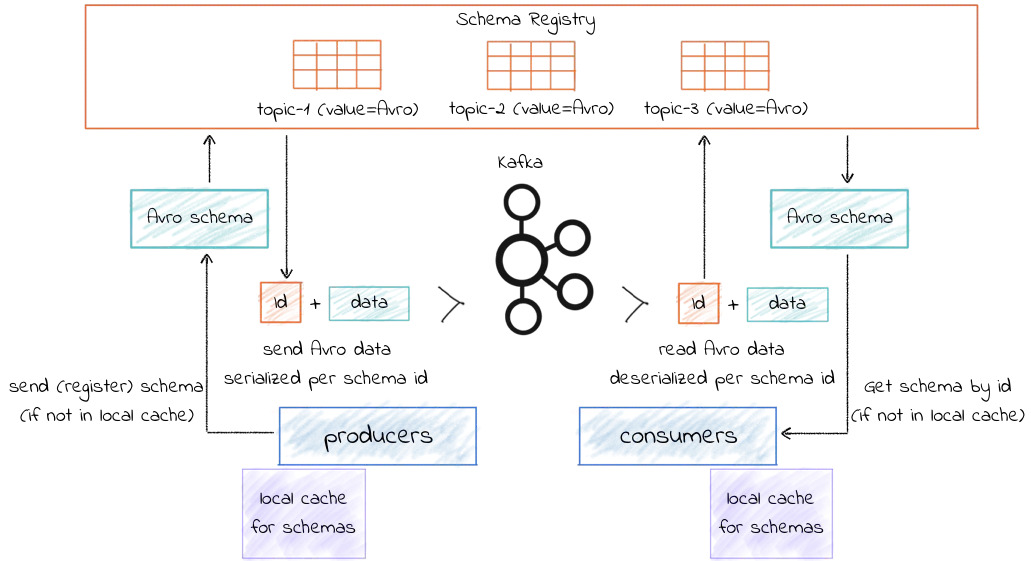 Schema Registry
topic-1 (value=Avro)
topic-2 (value=Avro)
topic-3 (value=Avro)
Kafka
Avro schema
Avro schema
id + data
id + data
send Avro data
serialized per schema id
read Avro data
deserialized per schema id
send (register) schema
(if not in local cache)
Get schema by id
(if not in local cache)
producers
consumers
local cache
for schemas
local cache
for schemas